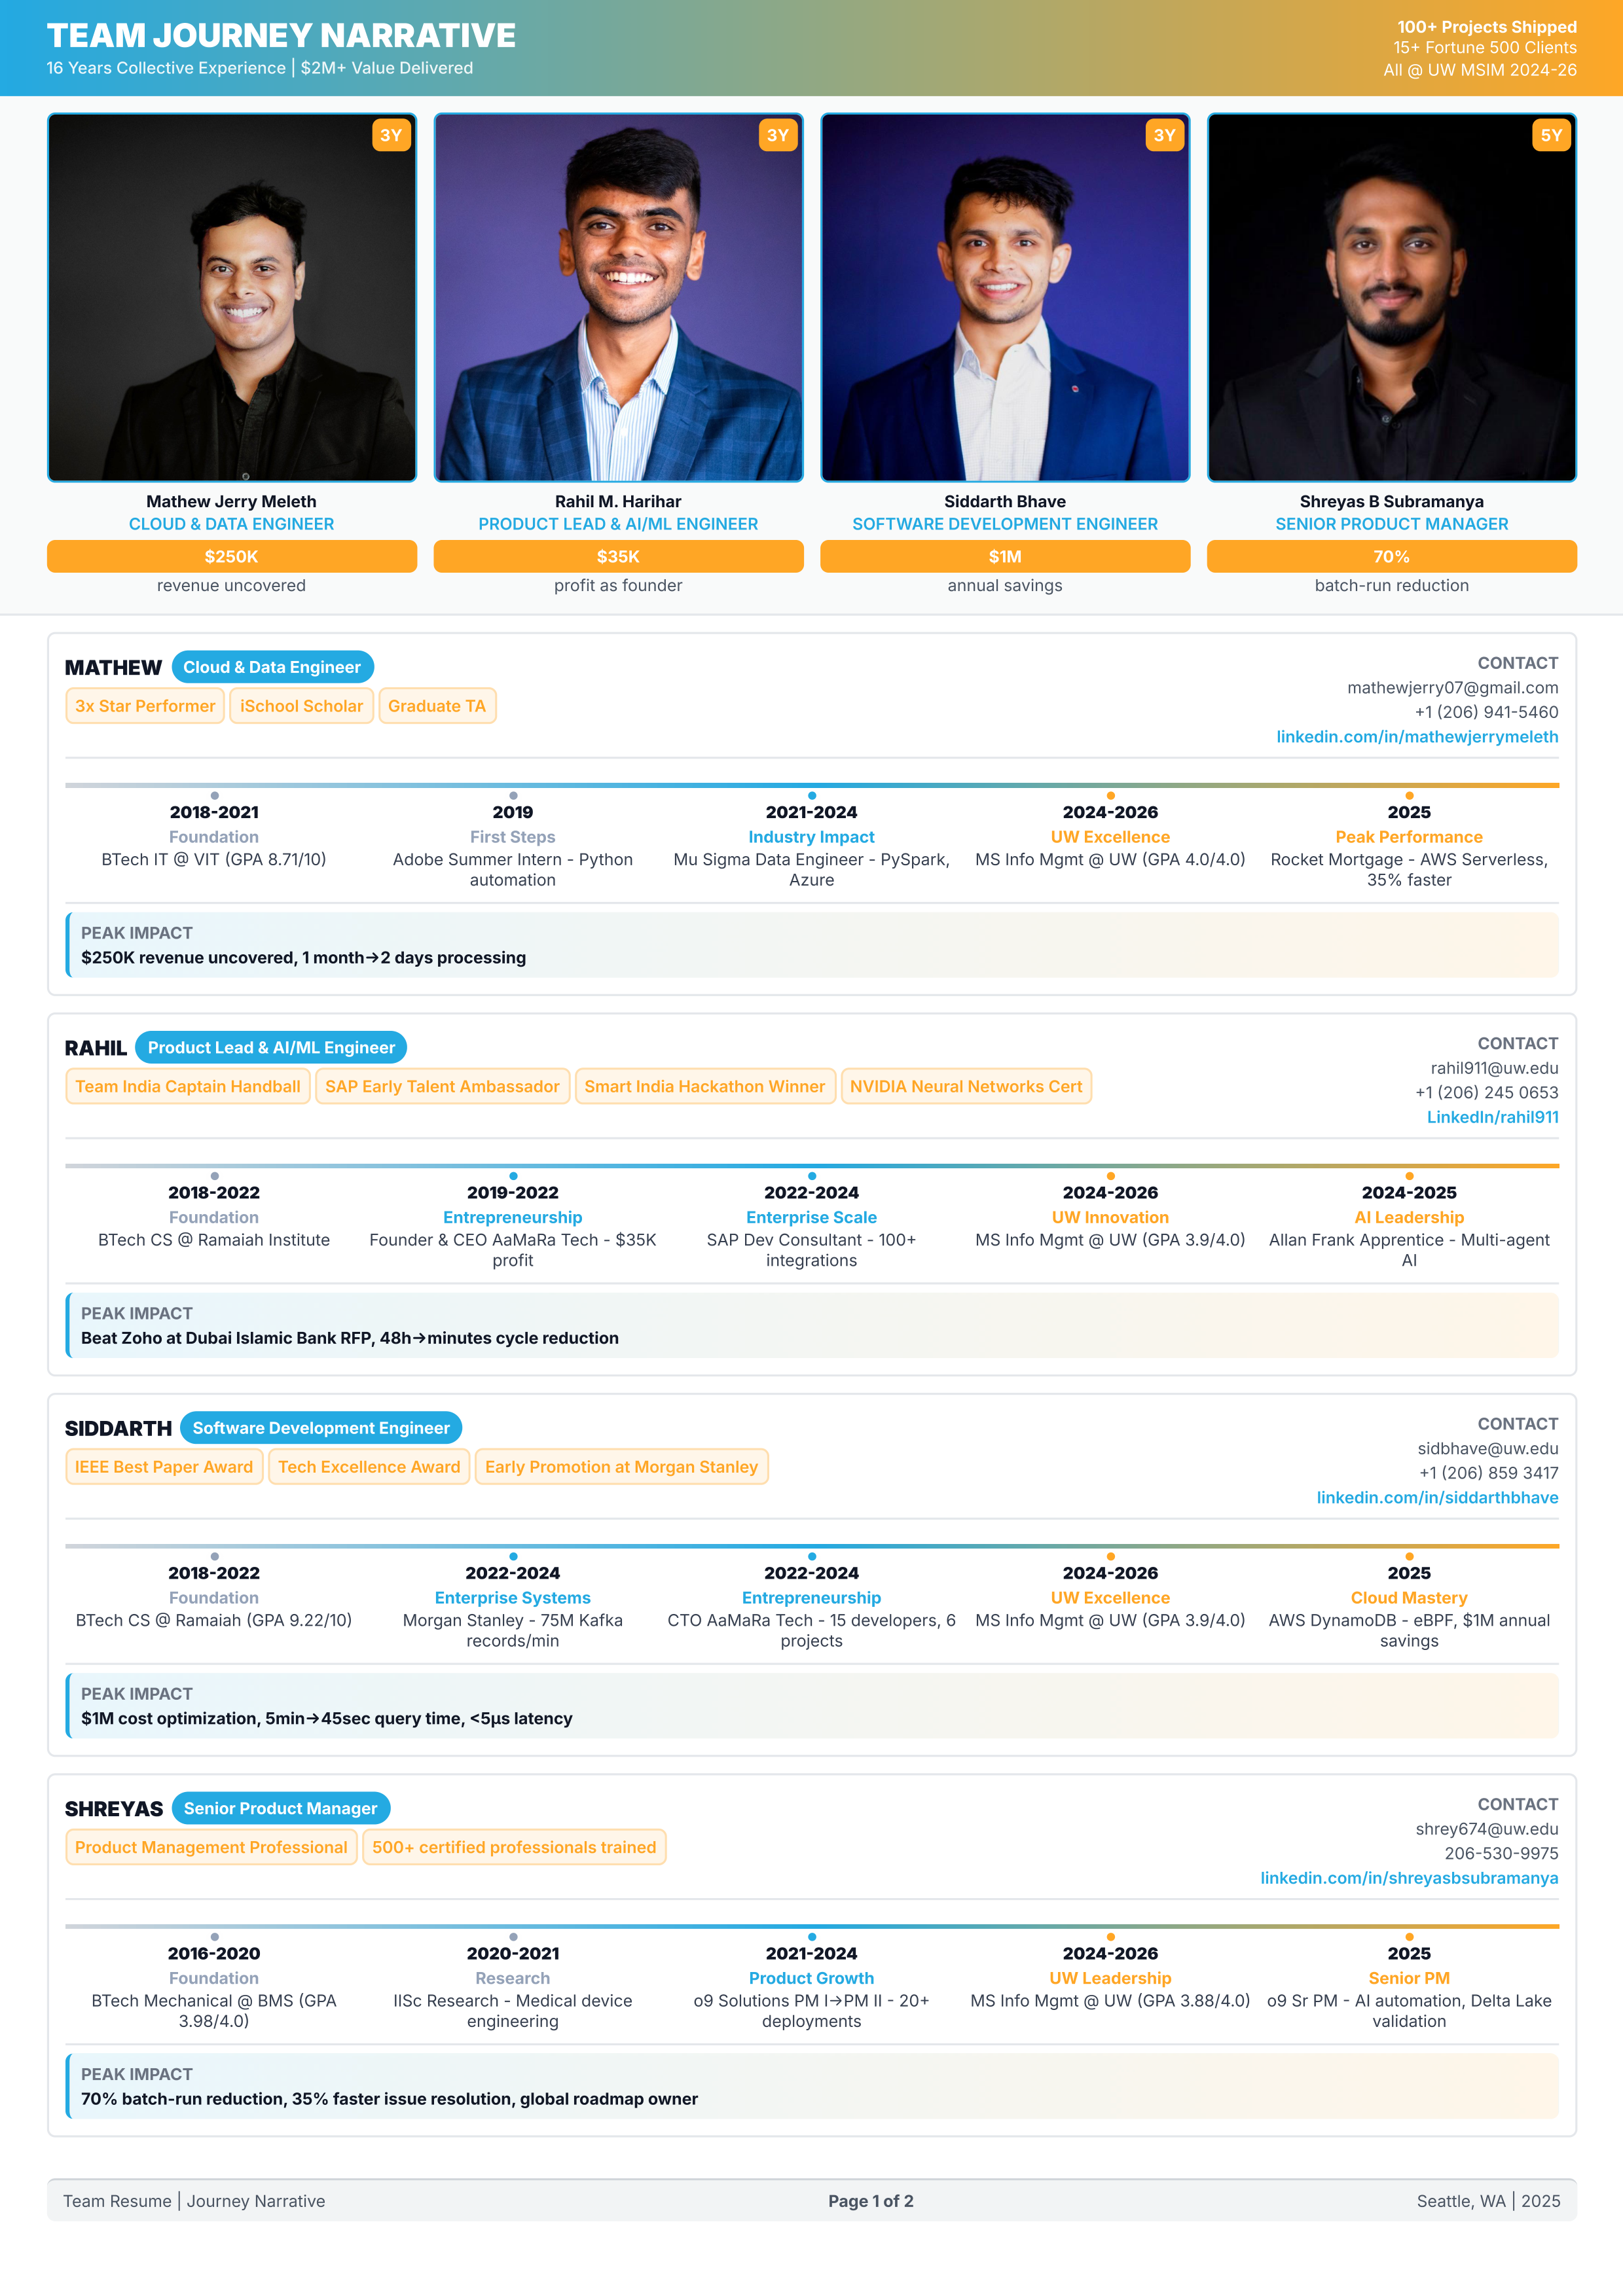 TEAM JOURNEY NARRATIVE
16 Years Collective Experience | $2M+ Value Delivered
100+ Projects Shipped
15+ Fortune 500 Clients
All @ UW MSIM 2024-26
3Y
3Y
3Y
5Y
Mathew Jerry Meleth
CLOUD & DATA ENGINEER
$250K
revenue uncovered
Rahil M. Harihar
PRODUCT LEAD & AI/ML ENGINEER
$35K
profit as founder
Siddarth Bhave
SOFTWARE DEVELOPMENT ENGINEER
$1M
annual savings
Shreyas B Subramanya
SENIOR PRODUCT MANAGER
70%
batch-run reduction
MATHEW Cloud & Data Engineer
3x Star Performer iSchool Scholar Graduate TA
CONTACT
mathewjerry07@gmail.com
+1 (206) 941-5460
linkedin.com/in/mathewjerrymeleth
2018-2021
Foundation
BTech IT @ VIT (GPA 8.71/10)
2019
First Steps
Adobe Summer Intern - Python
automation
2021-2024
Industry Impact
Mu Sigma Data Engineer - PySpark,
Azure
2024-2026
UW Excellence
MS Info Mgmt @ UW (GPA 4.0/4.0)
2025
Peak Performance
Rocket Mortgage - AWS Serverless,
35% faster
PEAK IMPACT
$250K revenue uncovered, 1 month→2 days processing
RAHIL Product Lead & AI/ML Engineer
Team India Captain Handball SAP Early Talent Ambassador Smart India Hackathon Winner NVIDIA Neural Networks Cert
CONTACT
rahil911@uw.edu
+1 (206) 245 0653
LinkedIn/rahil911
2018-2022
Foundation
BTech CS @ Ramaiah Institute
2019-2022
Entrepreneurship
Founder & CEO AaMaRa Tech - $35K
profit
2022-2024
Enterprise Scale
SAP Dev Consultant - 100+
integrations
2024-2026
UW Innovation
MS Info Mgmt @ UW (GPA 3.9/4.0)
2024-2025
AI Leadership
Allan Frank Apprentice - Multi-agent
AI
PEAK IMPACT
Beat Zoho at Dubai Islamic Bank RFP, 48h→minutes cycle reduction
SIDDARTH Software Development Engineer
IEEE Best Paper Award Tech Excellence Award Early Promotion at Morgan Stanley
CONTACT
sidbhave@uw.edu
+1 (206) 859 3417
linkedin.com/in/siddarthbhave
2018-2022
Foundation
BTech CS @ Ramaiah (GPA 9.22/10)
2022-2024
Enterprise Systems
Morgan Stanley - 75M Kafka
records/min
2022-2024
Entrepreneurship
CTO AaMaRa Tech - 15 developers, 6
projects
2024-2026
UW Excellence
MS Info Mgmt @ UW (GPA 3.9/4.0)
2025
Cloud Mastery
AWS DynamoDB - eBPF, $1M annual
savings
PEAK IMPACT
$1M cost optimization, 5min→45sec query time, <5µs latency
SHREYAS Senior Product Manager
Product Management Professional 500+ certified professionals trained
CONTACT
shrey674@uw.edu
206-530-9975
linkedin.com/in/shreyasbsubramanya
2016-2020
Foundation
BTech Mechanical @ BMS (GPA
3.98/4.0)
2020-2021
Research
IISc Research - Medical device
engineering
2021-2024
Product Growth
o9 Solutions PM I→PM II - 20+
deployments
2024-2026
UW Leadership
MS Info Mgmt @ UW (GPA 3.88/4.0)
2025
Senior PM
o9 Sr PM - AI automation, Delta Lake
validation
PEAK IMPACT
70% batch-run reduction, 35% faster issue resolution, global roadmap owner
Team Resume | Journey Narrative
Page 1 of 2
Seattle, WA | 2025